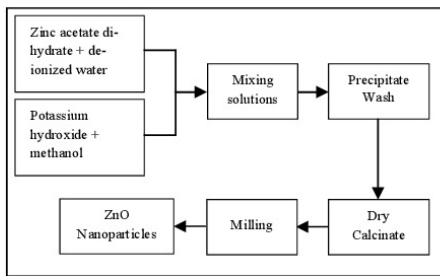 Zinc acetate di-
hydrate + de-
ionized water
Potassium
hydroxide +
methanol
Mixing
solutions
Precipitate
Wash
Dry
Calcinate
Milling
ZnO
Nanoparticles